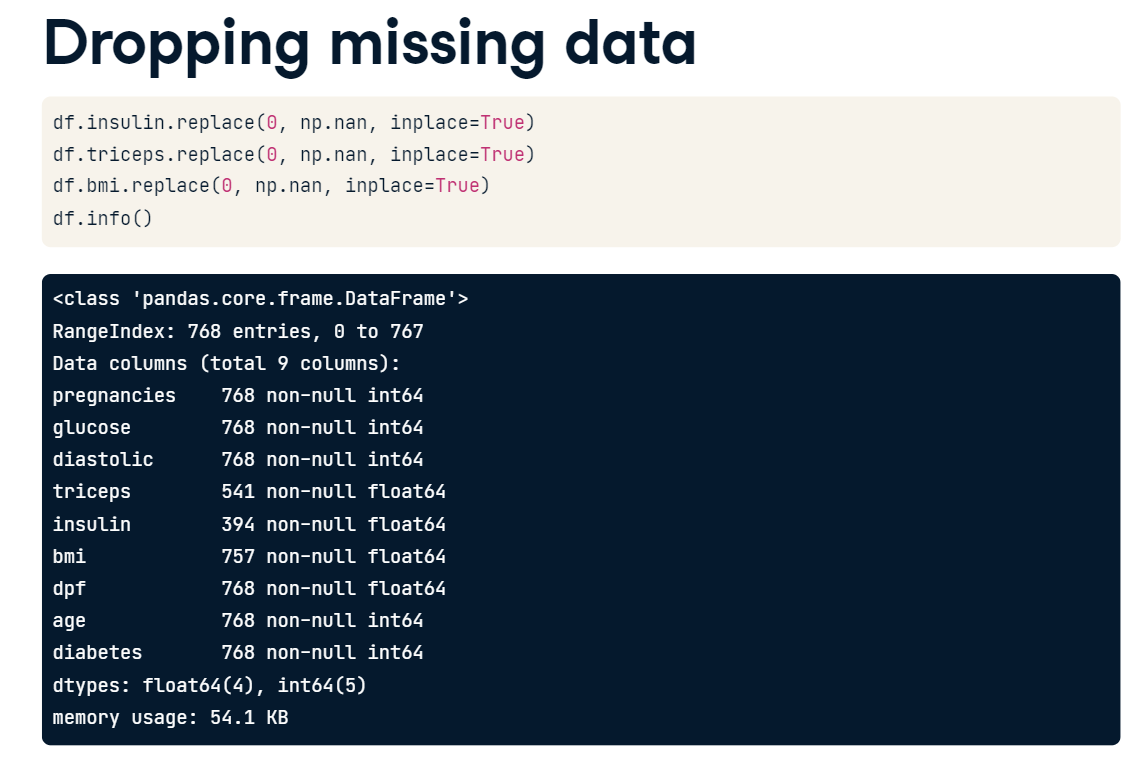 Dropping missing data
df.insulin.replace(0, np.nan, inplace=True)
df.triceps.replace(0, np.nan, inplace=True)
df.bmi.replace(0, np.nan, inplace=True)
df.info()
<class 'pandas.core.frame.DataFrame'>
RangeIndex: 768 entries, 0 to 767
Data columns (total 9 columns):
pregnancies    768 non-null int64
glucose        768 non-null int64
diastolic      768 non-null int64
triceps        541 non-null float64
insulin        394 non-null float64
bmi            757 non-null float64
dpf            768 non-null float64
age            768 non-null int64
diabetes       768 non-null int64
dtypes: float64(4), int64(5)
memory usage: 54.1 KB